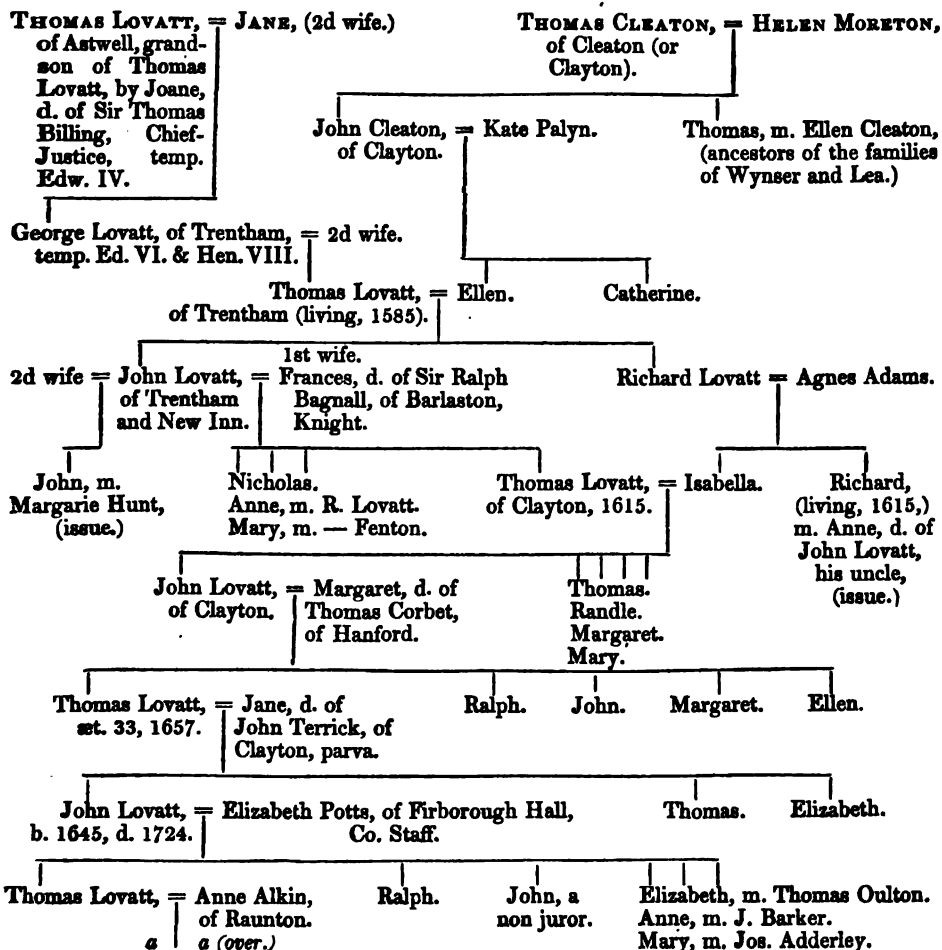 THOMAS LOVATT, = JANE, (2d wife.)
of Astwell, grand-
son of Thomas
Lovatt, by Joane,
d. of Sir Thomas
Billing, Chief-
Justice, temp.
Edw. IV.
THOMAS CLEATON, = HELEN MORETON,
of Cleaton (or
Clayton).
John Cleaton, = Kate Palyn.
of Clayton.
Thomas, m. Ellen Cleaton,
(ancestors of the families
of Wynser and Lea.)
George Lovatt, of Trentham, = 2d wife.
temp. Ed. VI. & Hen. VIII.
Thomas Lovatt, = Ellen.
of Trentham (living, 1585).
Catherine.
2d wife = John Lovatt, =
of Trentham
and New Inn.
1st wife.
Frances, d. of Sir Ralph
Bagnall, of Barlaston,
Knight.
Richard Lovatt = Agnes Adams.
John, m.
Margarie Hunt,
(issue.)
Nicholas.
Anne, m. R. Lovatt.
Mary, m. — Fenton.
Thomas Lovatt, = Isabella.
of Clayton, 1615.
Richard,
(living, 1615,)
m. Anne, d. of
John Lovatt,
his uncle,
(issue.)
John Lovatt, =
of Clayton.
Margaret, d. of
Thomas Corbet,
of Hanford.
Thomas.
Randle.
Margaret.
Mary.
Thomas Lovatt, =
æt. 33, 1657.
Jane, d. of
John Terrick, of
Clayton, parva.
Ralph.
John.
Margaret.
Ellen.
John Lovatt, =
b. 1645, d. 1724.
Elizabeth Potts, of Firborough Hall,
Co. Staff.
Thomas.
Elizabeth.
Thomas Lovatt, =
a
Anne Alkin,
of Raunton.
a (over.)
Ralph.
John, a
non juror.
Elizabeth, m. Thomas Oulton.
Anne, m. J. Barker.
Mary, m. Jos. Adderley.